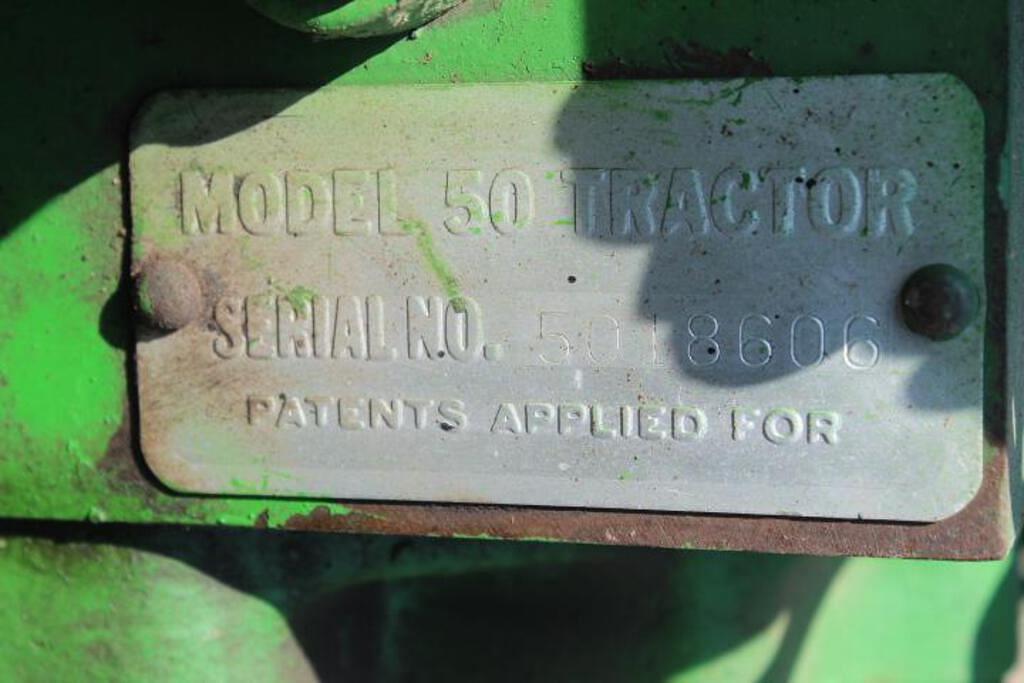 MODEL 50 TRACTOR
SERIAL NO. 5018606
PATENTS APPLIED FOR